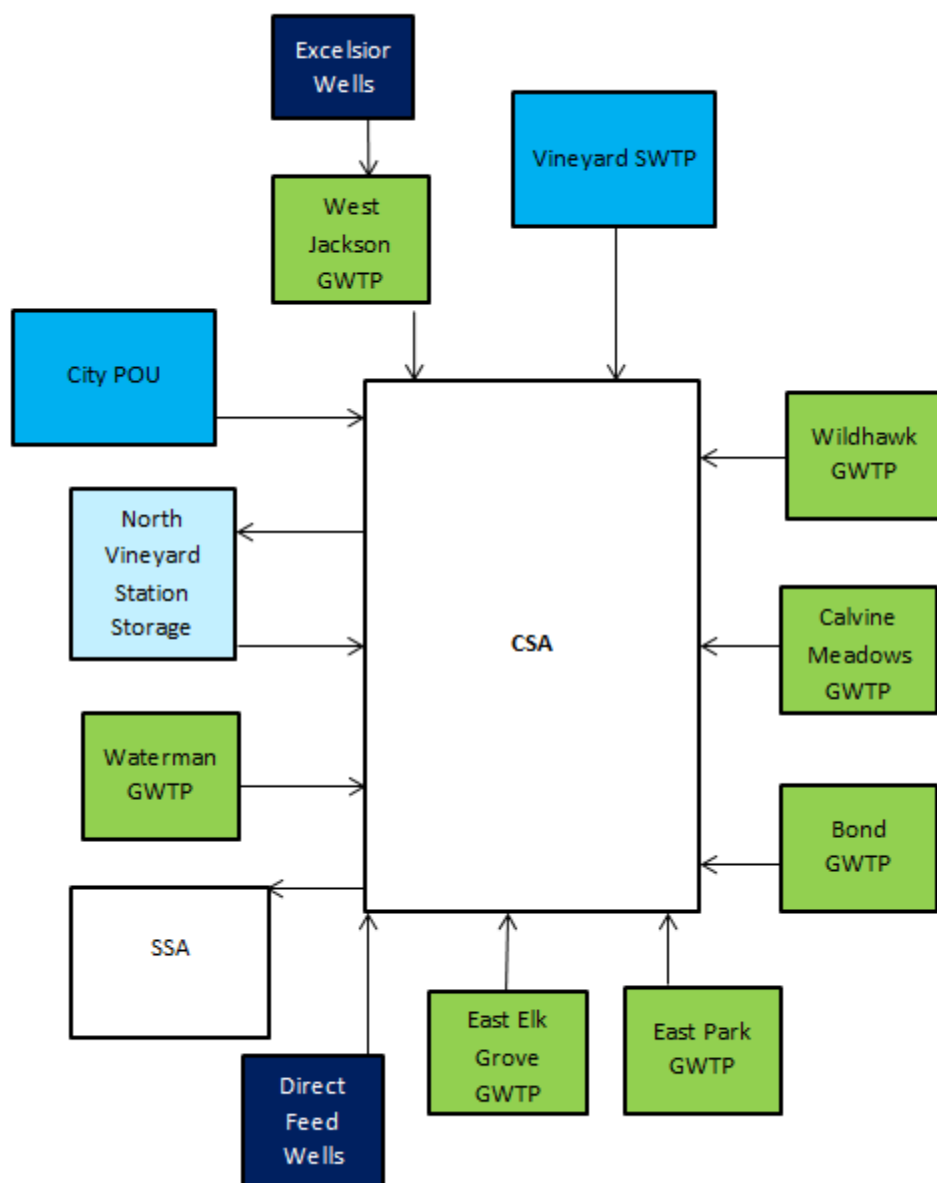 Excelsior
Wells
Vineyard SWTP
West
Jackson
GWTP
City POU
Wildhawk
GWTP
North
Vineyard
Station
Storage
CSA
Calvine
Meadows
GWTP
Waterman
GWTP
Bond
GWTP
SSA
East Elk
Grove
GWTP
East Park
GWTP
Direct
Feed
Wells